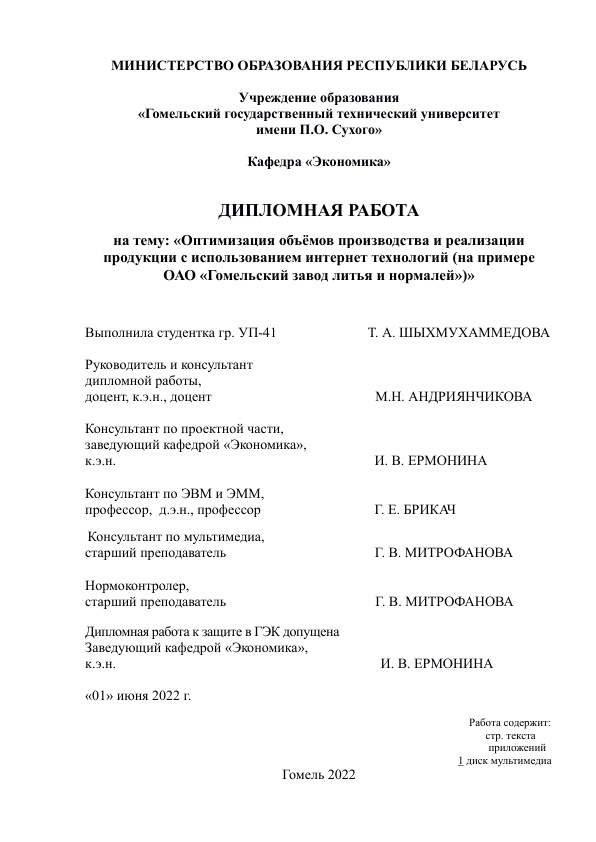 МИНИСТЕРСТВО ОБРАЗОВАНИЯ РЕСПУБЛИКИ БЕЛАРУСЬ
Учреждение образования
«Гомельский государственный технический университет
имени П.О. Сухого»
Кафедра «Экономика»
ДИПЛОМНАЯ РАБОТА
на тему: «Оптимизация объёмов производства и реализации
продукции с использованием интернет технологий (на примере
ОАО «Гомельский завод литья и нормалей»)»
Выполнила студентка гр. УП-41 Т. А. ШЫХМУХАММЕДОВА
Руководитель и консультант
дипломной работы,
доцент, к.э.н., доцент М.Н. АНДРИЯНЧИКОВА
Консультант по проектной части,
заведующий кафедрой «Экономика»,
к.э.н. И. В. ЕРМОНИНА
Консультант по ЭВМ и ЭММ,
профессор, д.э.н., профессор Г. Е. БРИКАЧ
Консультант по мультимедиа,
старший преподаватель Г. В. МИТРОФАНОВА
Нормоконтролер,
старший преподаватель Г. В. МИТРОФАНОВА
Дипломная работа к защите в ГЭК допущена
Заведующий кафедрой «Экономика»,
к.э.н. И. В. ЕРМОНИНА
«01» июня 2022 г.
Работа содержит:
стр. текста
приложений
1 диск мультимедиа
Гомель 2022